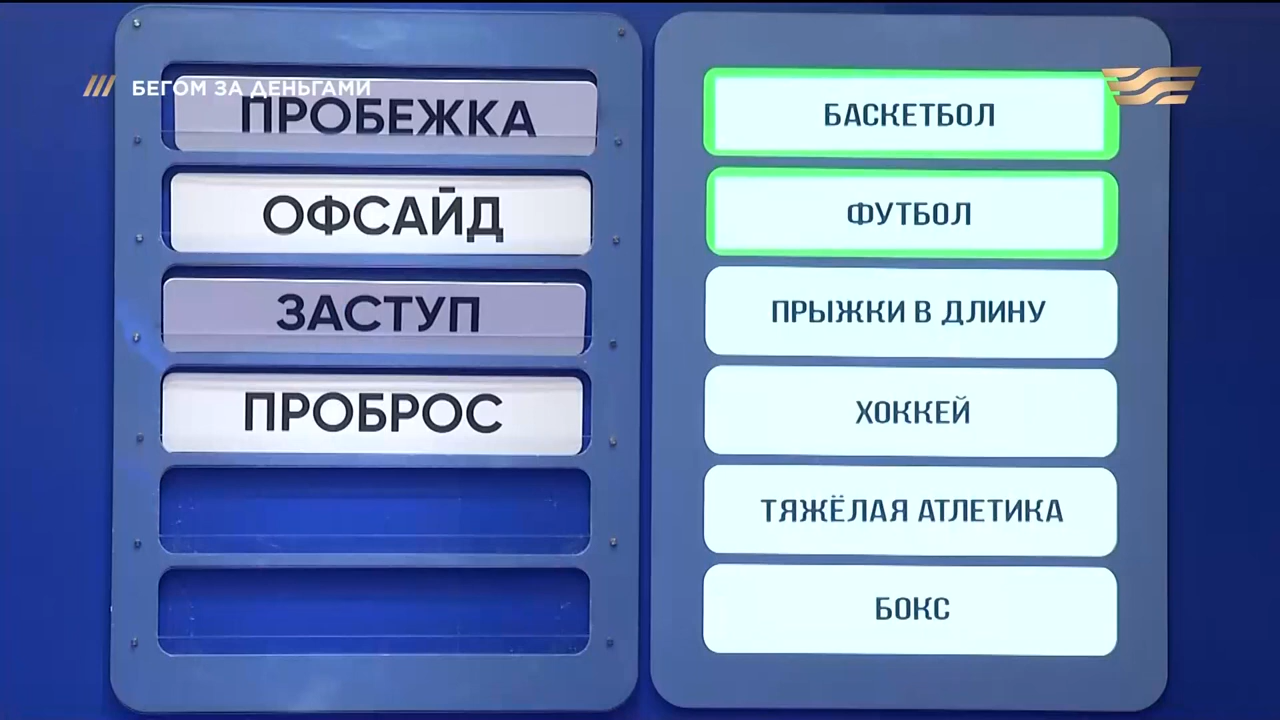 БЕГОМ ЗА ДЕНЬГАМИ
ПРОБЕЖКА
ОФСАЙД
ЗАСТУП
ПРОБРОС
БАСКЕТБОЛ
ФУТБОЛ
ПРЫЖКИ В ДЛИНУ
ХОККЕЙ
ТЯЖЁЛАЯ АТЛЕТИКА
БОКС